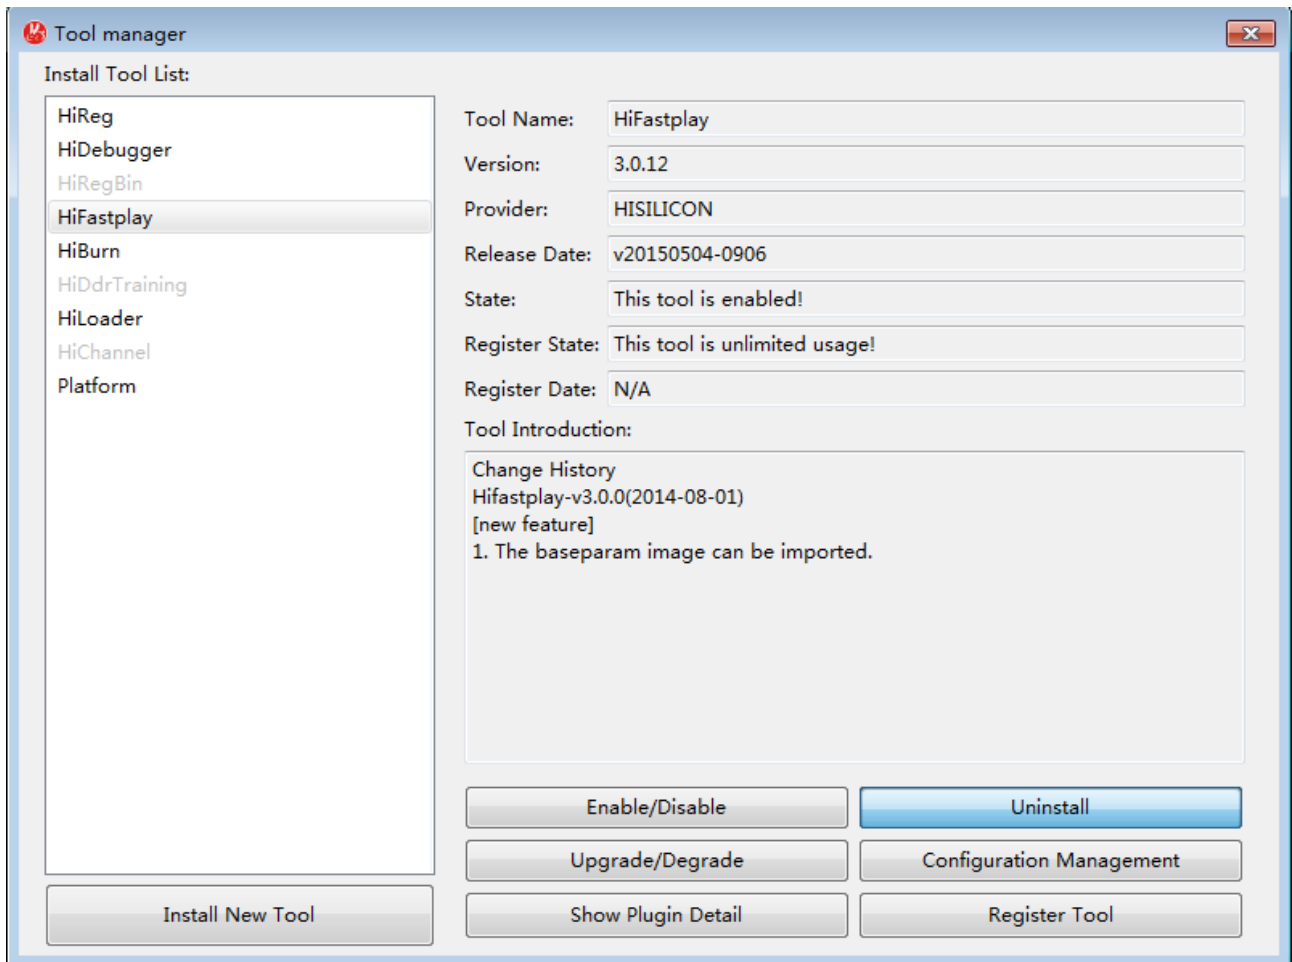 Tool manager
Install Tool List:
HiReg
HiDebugger
HiRegBin
HiFastplay
HiBurn
HiDdrTraining
HiLoader
HiChannel
Platform
Install New Tool
Tool Name: HiFastplay
Version: 3.0.12
Provider: HISILICON
Release Date: v20150504-0906
State: This tool is enabled!
Register State: This tool is unlimited usage!
Register Date: N/A
Tool Introduction:
Change History
Hifastplay-v3.0.0(2014-08-01)
[new feature]
1. The baseparam image can be imported.
Enable/Disable Uninstall
Upgrade/Degrade Configuration Management
Show Plugin Detail Register Tool